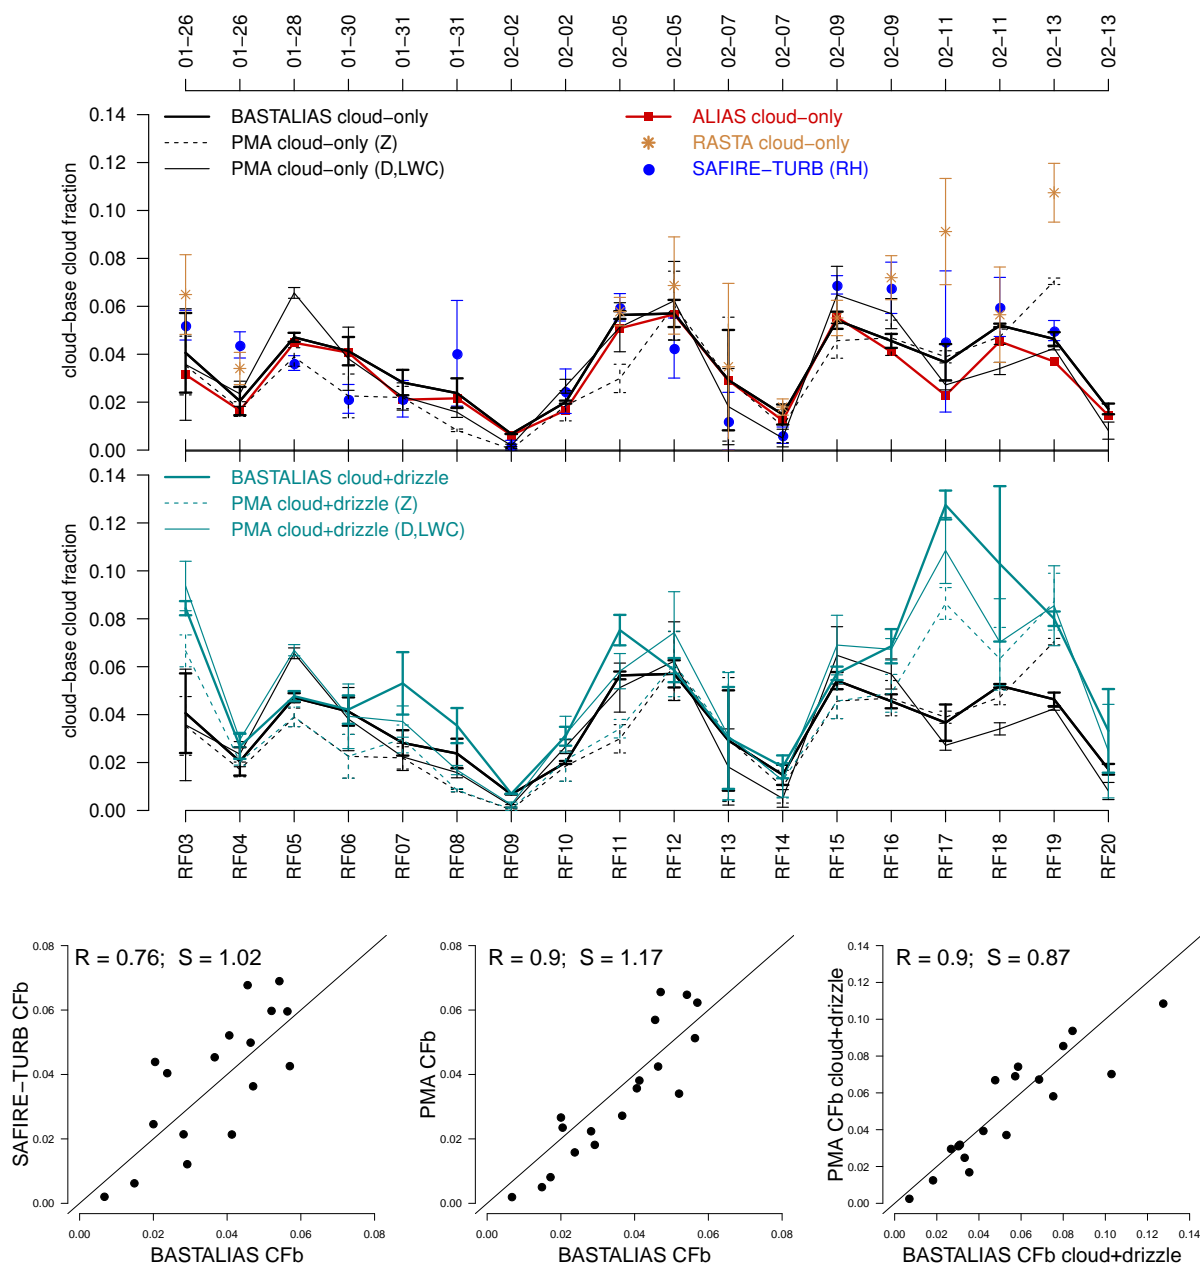 01−26 01−26 01−28 01−30 01−31 01−31 02−02 02−02 02−05 02−05 02−07 02−07 02−09 02−09 02−11 02−11 02−13 02−13
cloud−base cloud fraction
0.14
0.12
0.10
0.08
0.06
0.04
0.02
0.00
BASTALIAS cloud−only
PMA cloud−only (Z)
PMA cloud−only (D,LWC)
ALIAS cloud−only
RASTA cloud−only
SAFIRE−TURB (RH)
cloud−base cloud fraction
0.14
0.12
0.10
0.08
0.06
0.04
0.02
0.00
BASTALIAS cloud+drizzle
PMA cloud+drizzle (Z)
PMA cloud+drizzle (D,LWC)
RF03 RF04 RF05 RF06 RF07 RF08 RF09 RF10 RF11 RF12 RF13 RF14 RF15 RF16 RF17 RF18 RF19 RF20
R = 0.76; S = 1.02
SAFIRE−TURB CFb
0.08
0.06
0.04
0.02
0.00
0.00 0.02 0.04 0.06 0.08
BASTALIAS CFb
R = 0.9; S = 1.17
PMA CFb
0.08
0.06
0.04
0.02
0.00
0.00 0.02 0.04 0.06 0.08
BASTALIAS CFb
R = 0.9; S = 0.87
PMA CFb cloud+drizzle
0.14
0.12
0.10
0.08
0.06
0.04
0.02
0.00
0.00 0.02 0.04 0.06 0.08 0.10 0.12 0.14
BASTALIAS CFb cloud+drizzle